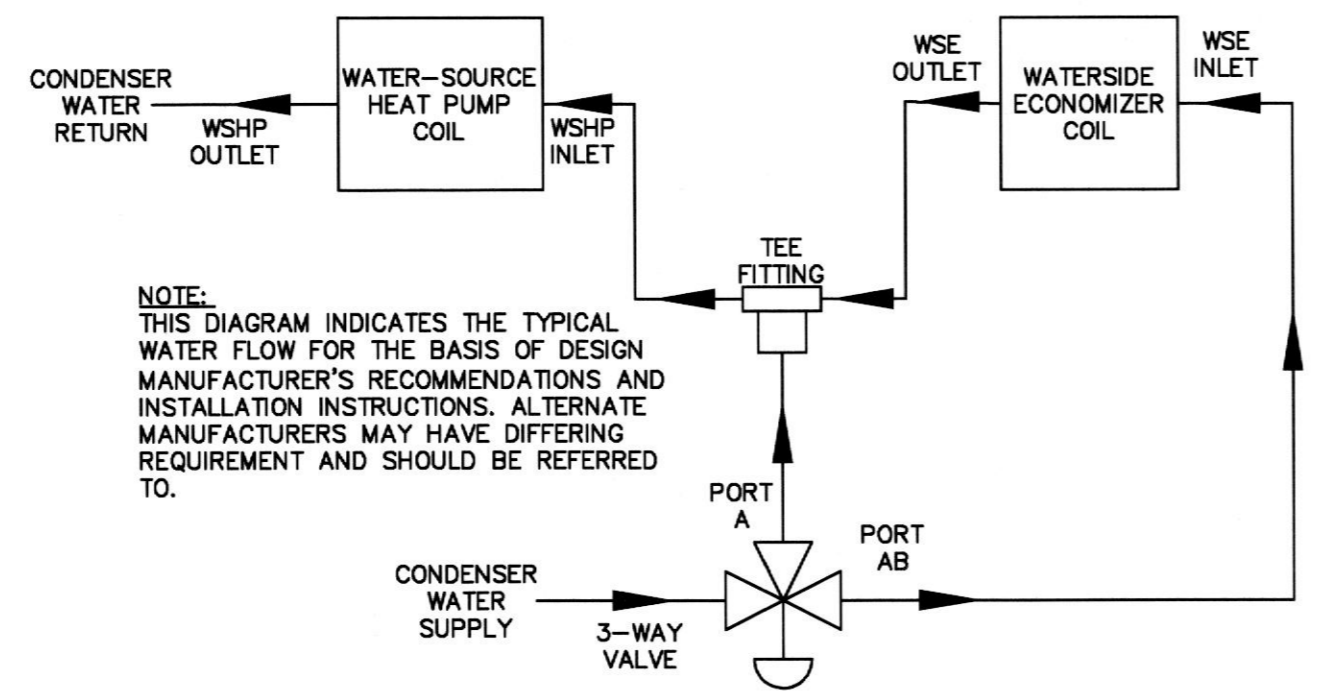 CONDENSER
WATER
RETURN
WSHP
OUTLET
WATER-SOURCE
HEAT PUMP
COIL
WSHP
INLET
WSE
OUTLET
WATERSIDE
ECONOMIZER
COIL
WSE
INLET
TEE
FITTING
NOTE:
THIS DIAGRAM INDICATES THE TYPICAL
WATER FLOW FOR THE BASIS OF DESIGN
MANUFACTURER'S RECOMMENDATIONS AND
INSTALLATION INSTRUCTIONS. ALTERNATE
MANUFACTURERS MAY HAVE DIFFERING
REQUIREMENT AND SHOULD BE REFERRED
TO.
PORT
A
PORT
AB
CONDENSER
WATER
SUPPLY
3-WAY
VALVE